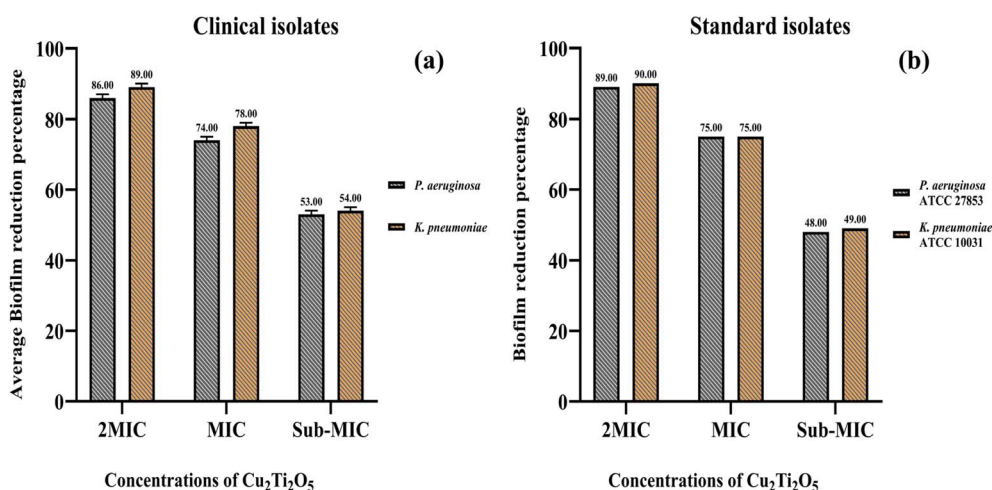 Clinical isolates
(a)
Average Biofilm reduction percentage
100
80
60
40
20
0
86.00
89.00
74.00
78.00
53.00
54.00
2MIC
MIC
Sub-MIC
Concentrations of Cu₂Ti₂O₅
P. aeruginosa
K. pneumoniae
Standard isolates
(b)
Biofilm reduction percentage
100
80
60
40
20
0
89.00
90.00
75.00
75.00
48.00
49.00
2MIC
MIC
Sub-MIC
Concentrations of Cu₂Ti₂O₅
P. aeruginosa
ATCC 27853
K. pneumoniae
ATCC 10031